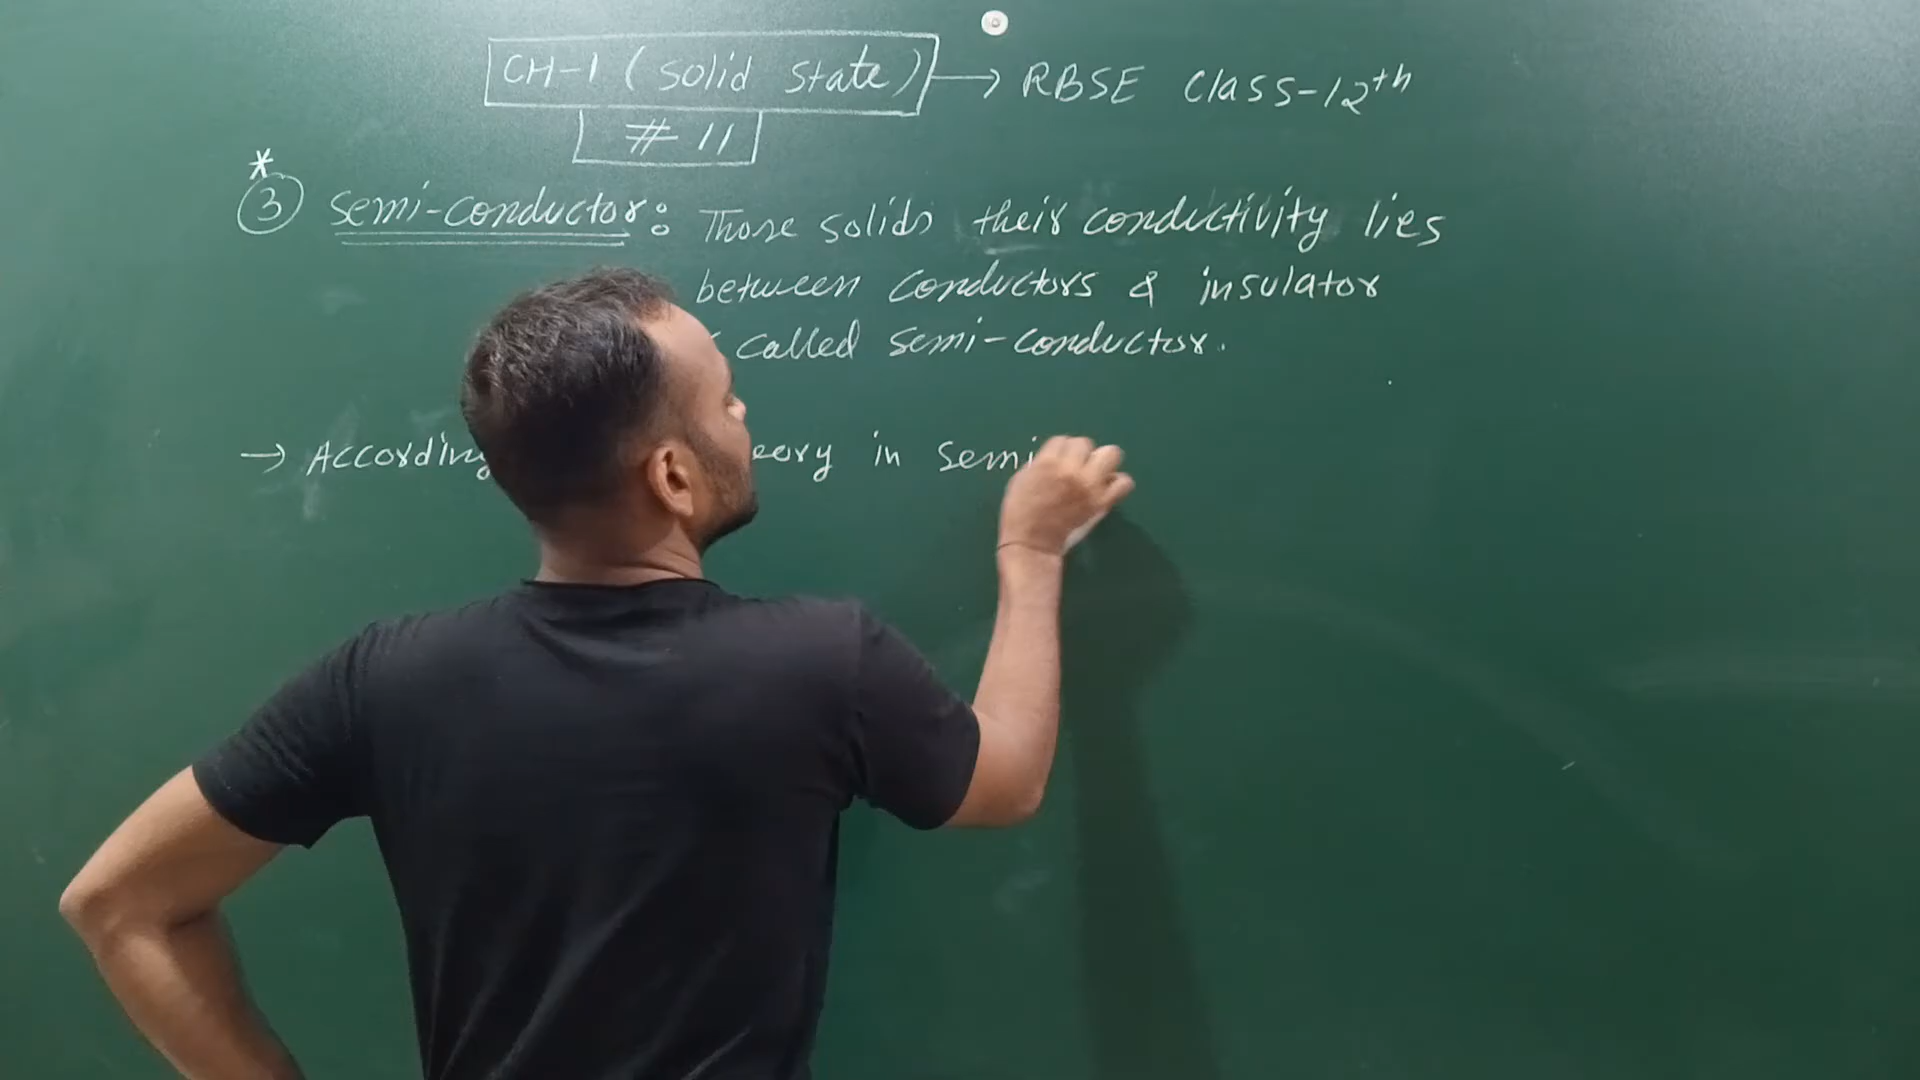 CH-1 (Solid State) → RBSE Class-12th
# 11
* ③ Semi-conductor: Those solids their conductivity lies
between conductors & insulator
called semi-conductor.
→ According in semi